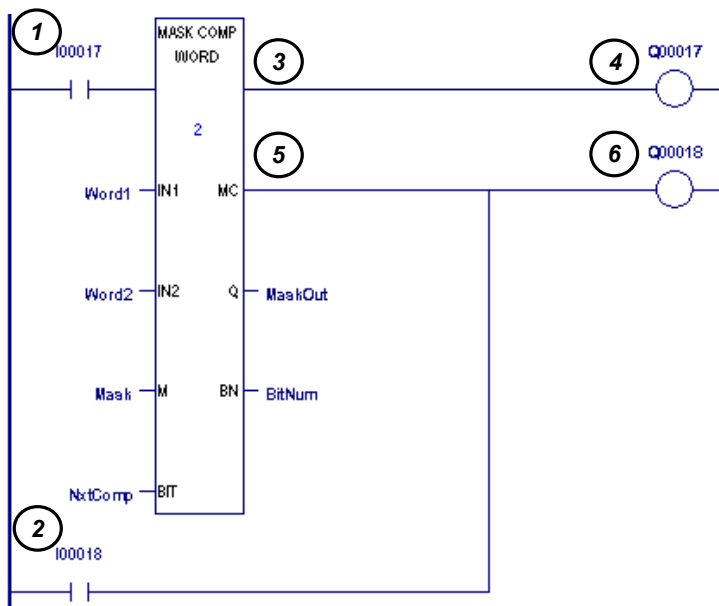 1
I00017
MASK COMP
WORD
3
4
Q00017
2
5
6
Q00018
Word1
IN1
MC
Word2
IN2
Q
MaskOut
Mask
M
BN
BitNum
NxtComp
BIT
2
I00018